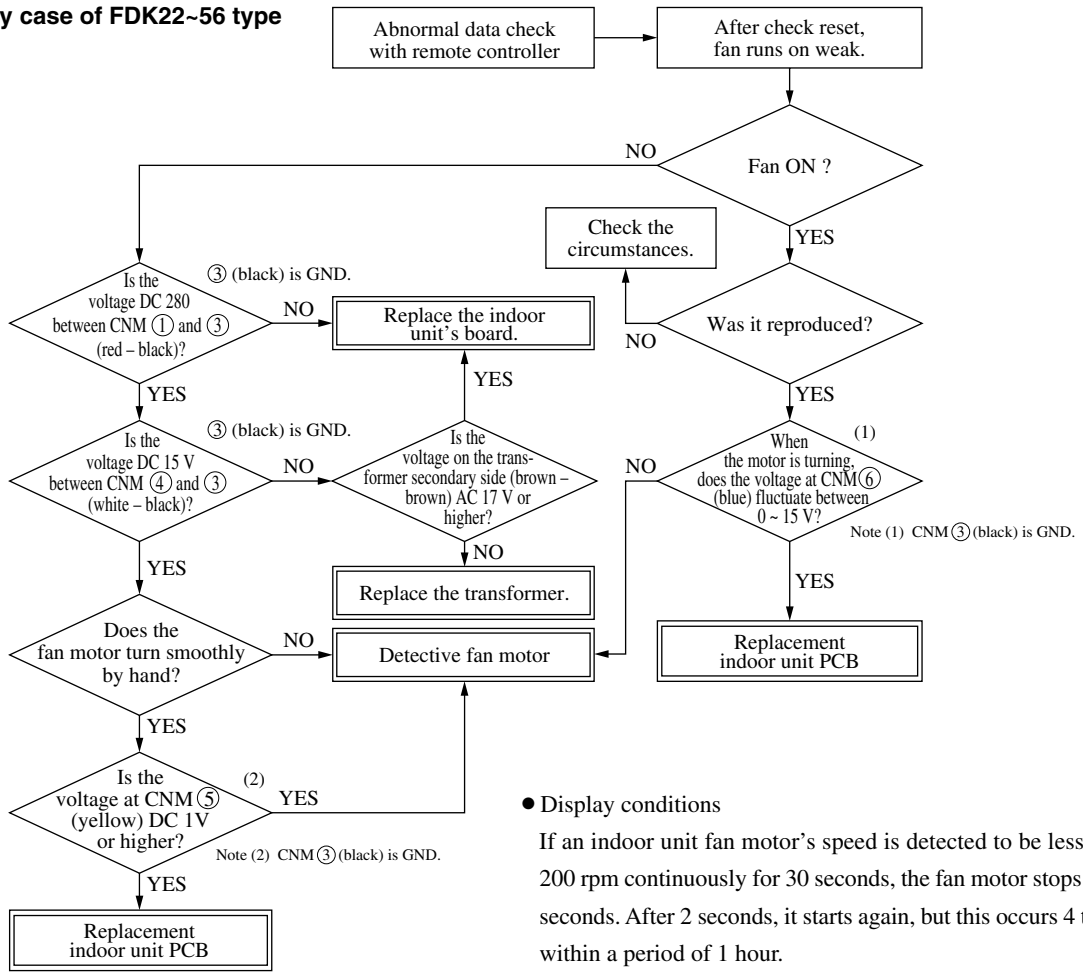 y case of FDK22~56 type
Abnormal data check
with remote controller
After check reset,
fan runs on weak.
NO
Fan ON ?
YES
Check the
circumstances.
Was it reproduced?
NO
YES
Is the
voltage DC 280
between CNM ① and ③
(red – black)?
③ (black) is GND.
NO
Replace the indoor
unit's board.
YES
YES
Is the
voltage DC 15 V
between CNM ④ and ③
(white – black)?
③ (black) is GND.
NO
Is the
voltage on the trans-
former secondary side (brown –
brown) AC 17 V or
higher?
NO
Replace the transformer.
When
the motor is turning,
does the voltage at CNM⑥
(blue) fluctuate between
0 ~ 15 V?
(1)
NO
Note (1) CNM③(black) is GND.
YES
Replacement
indoor unit PCB
YES
Does the
fan motor turn smoothly
by hand?
NO
Detective fan motor
YES
Is the
voltage at CNM⑤
(yellow) DC 1V
or higher?
(2)
YES
Note (2) CNM③(black) is GND.
YES
Replacement
indoor unit PCB
● Display conditions
If an indoor unit fan motor's speed is detected to be less
200 rpm continuously for 30 seconds, the fan motor stops
seconds. After 2 seconds, it starts again, but this occurs 4 t
within a period of 1 hour.